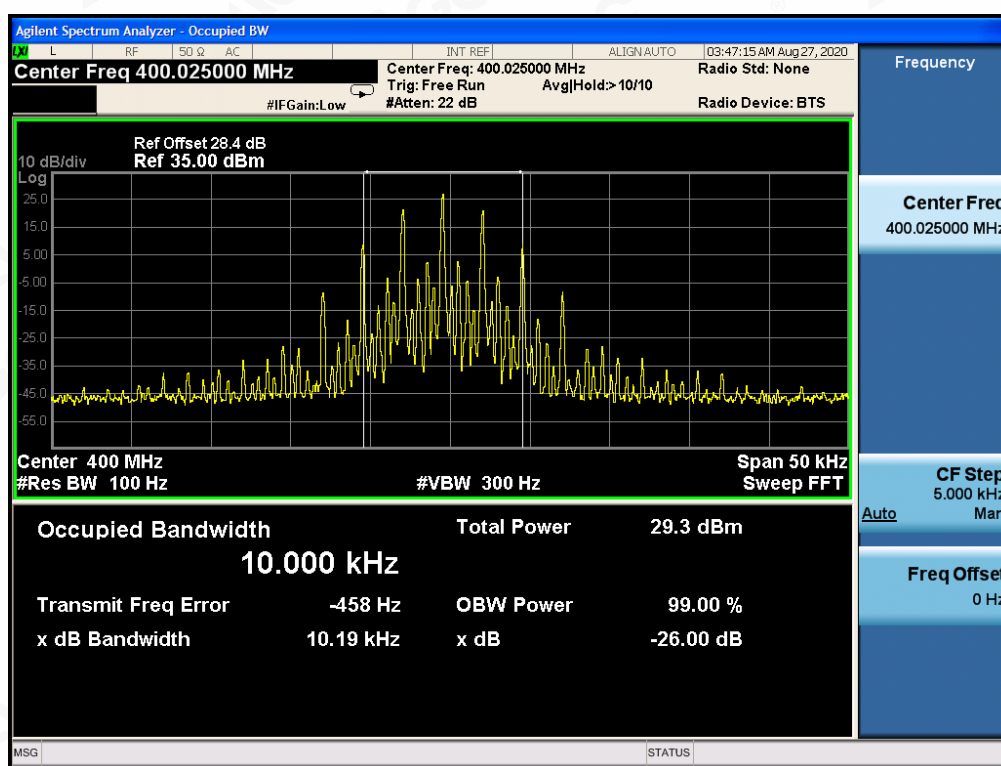 Agilent Spectrum Analyzer - Occupied BW
LXI L RF 50 Ω AC INT REF ALIGN AUTO 03:47:15 AM Aug 27, 2020
Center Freq 400.025000 MHz
Center Freq: 400.025000 MHz Radio Std: None
Trig: Free Run Avg|Hold:> 10/10
#IFGain:Low #Atten: 22 dB Radio Device: BTS
Ref Offset 28.4 dB
10 dB/div Ref 35.00 dBm
Log
25.0
15.0
5.00
-5.00
-15.0
-25.0
-35.0
-45.0
-55.0
Center 400 MHz Span 50 kHz
#Res BW 100 Hz #VBW 300 Hz Sweep FFT
Occupied Bandwidth Total Power 29.3 dBm
10.000 kHz
Transmit Freq Error -458 Hz OBW Power 99.00 %
x dB Bandwidth 10.19 kHz x dB -26.00 dB
MSG STATUS
Frequency
Center Freq
400.025000 MHz
CF Step
5.000 kHz
Auto Man
Freq Offset
0 Hz